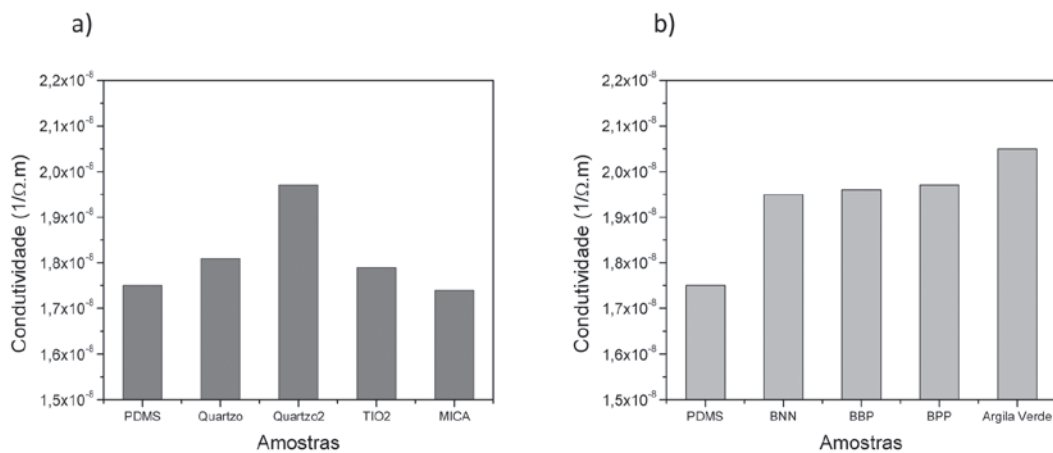 a)
b)
2,2x10⁻⁸
2,1x10⁻⁸
2,0x10⁻⁸
1,9x10⁻⁸
1,8x10⁻⁸
1,7x10⁻⁸
1,6x10⁻⁸
1,5x10⁻⁸
Condutividade (1/Ω.m)
PDMS Quartzo Quartzo2 TIO2 MICA
Amostras
2,2x10⁻⁸
2,1x10⁻⁸
2,0x10⁻⁸
1,9x10⁻⁸
1,8x10⁻⁸
1,7x10⁻⁸
1,6x10⁻⁸
1,5x10⁻⁸
Condutividade (1/Ω.m)
PDMS BNN BBP BPP Argila Verde
Amostras